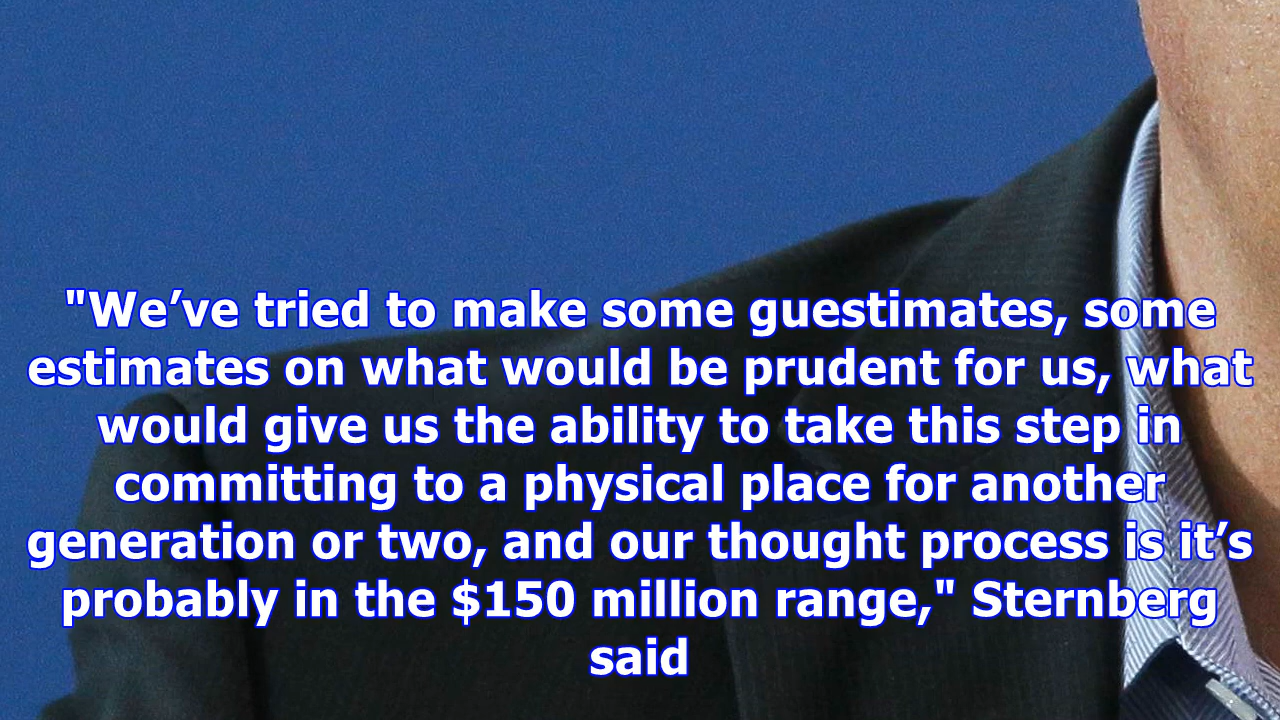 "We’ve tried to make some guestimates, some
estimates on what would be prudent for us, what
would give us the ability to take this step in
committing to a physical place for another
generation or two, and our thought process is it’s
probably in the $150 million range," Sternberg
said